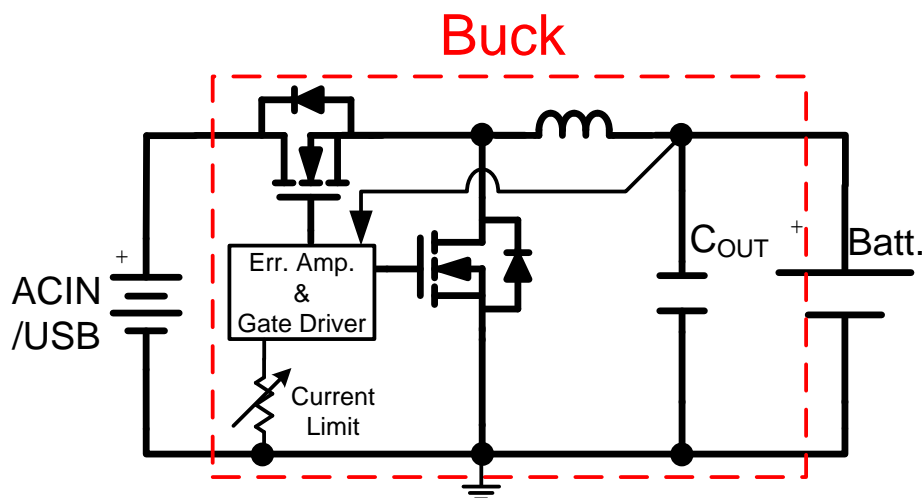 Buck
+
ACIN
/USB
Err. Amp.
&
Gate Driver
Current
Limit
COUT
+
Batt.